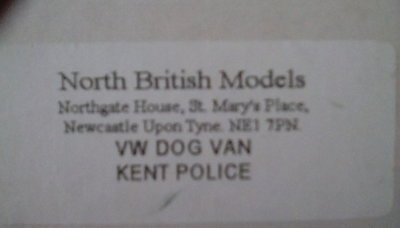 North British Models
Northgate House, St. Mary's Place,
Newcastle Upon Tyne. NE1 7PN.
VW DOG VAN
KENT POLICE